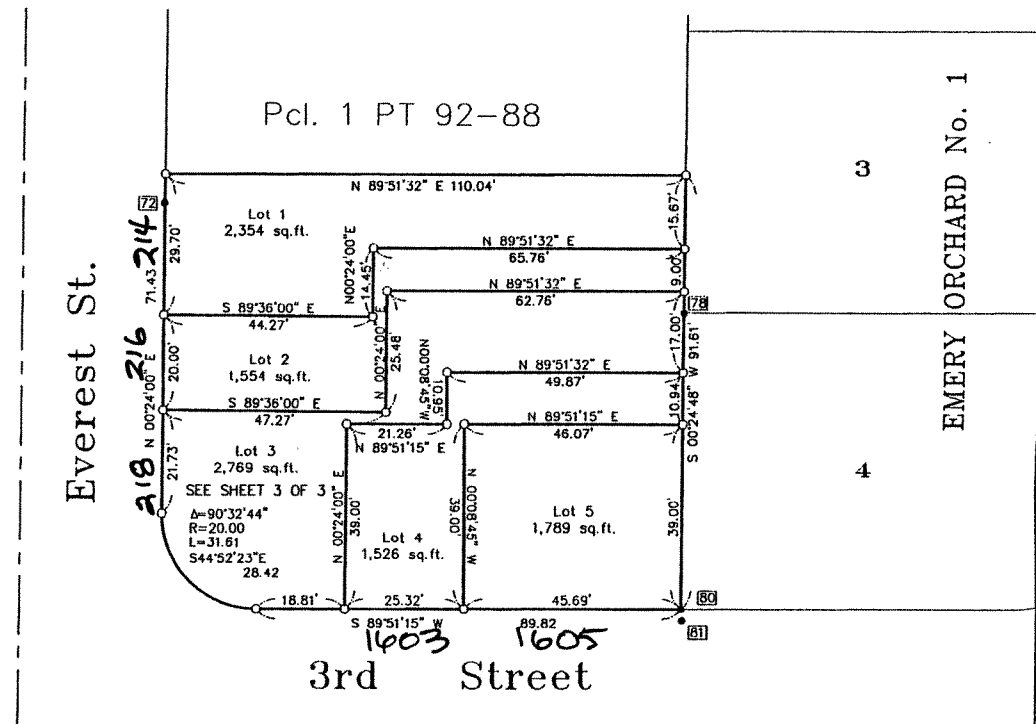 Pcl. 1 PT 92-88
EMERY ORCHARD No. 1
3
4
N 89°51'32" E 110.04'
72
Lot 1
2,354 sq.ft.
15.67'
214
29.70'
71.43
N 00°24'00" E
N00°24'00"E
14.45'
N 89°51'32" E
65.76'
9.00'
N 89°51'32" E
62.76'
78
S 89°36'00" E
44.27'
17.00'
S 00°24'48" W 91.61'
216
20.00'
Lot 2
1,554 sq.ft.
N 00°24'00" E
25.48
N00°08'45"W
10.95'
N 89°51'32" E
49.87'
10.94'
S 89°36'00" E
47.27'
21.26'
N 89°51'15" E
N 89°51'15" E
46.07'
Everest St.
218
21.73'
Lot 3
2,769 sq.ft.
SEE SHEET 3 OF 3
Δ=90°32'44"
R=20.00
L=31.61
S44°52'23"E
28.42
N 00°24'00" E
39.00'
Lot 4
1,526 sq.ft.
N 00°08'45" W
39.00'
Lot 5
1,789 sq.ft.
39.00'
80
81
18.81'
25.32'
45.69'
S 89°51'15" W
89.82
1603
1605
3rd Street